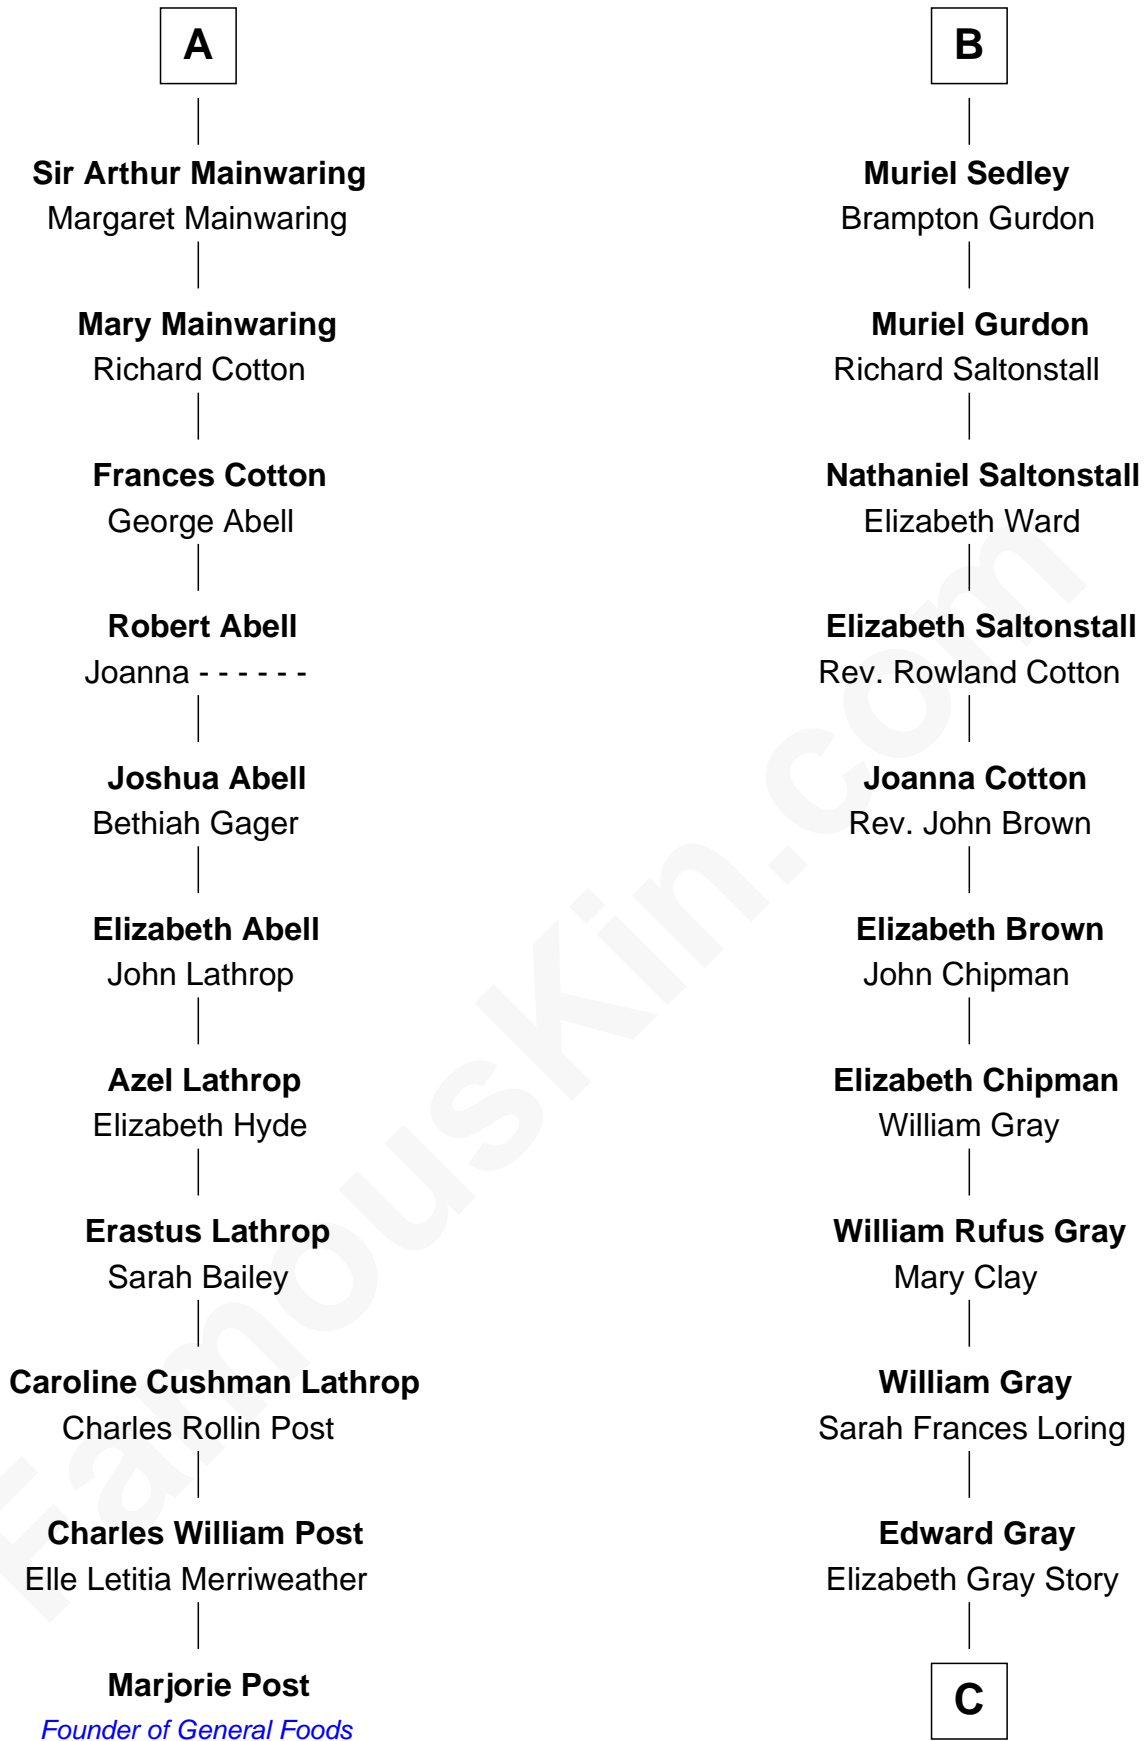 A
Sir Arthur Mainwaring
Margaret Mainwaring
Mary Mainwaring
Richard Cotton
Frances Cotton
George Abell
Robert Abell
Joanna - - - - - -
Joshua Abell
Bethiah Gager
Elizabeth Abell
John Lathrop
Azel Lathrop
Elizabeth Hyde
Erastus Lathrop
Sarah Bailey
Caroline Cushman Lathrop
Charles Rollin Post
Charles William Post
Elle Letitia Merriweather
Marjorie Post
Founder of General Foods
B
Muriel Sedley
Brampton Gurdon
Muriel Gurdon
Richard Saltonstall
Nathaniel Saltonstall
Elizabeth Ward
Elizabeth Saltonstall
Rev. Rowland Cotton
Joanna Cotton
Rev. John Brown
Elizabeth Brown
John Chipman
Elizabeth Chipman
William Gray
William Rufus Gray
Mary Clay
William Gray
Sarah Frances Loring
Edward Gray
Elizabeth Gray Story
C
FamousKin.com